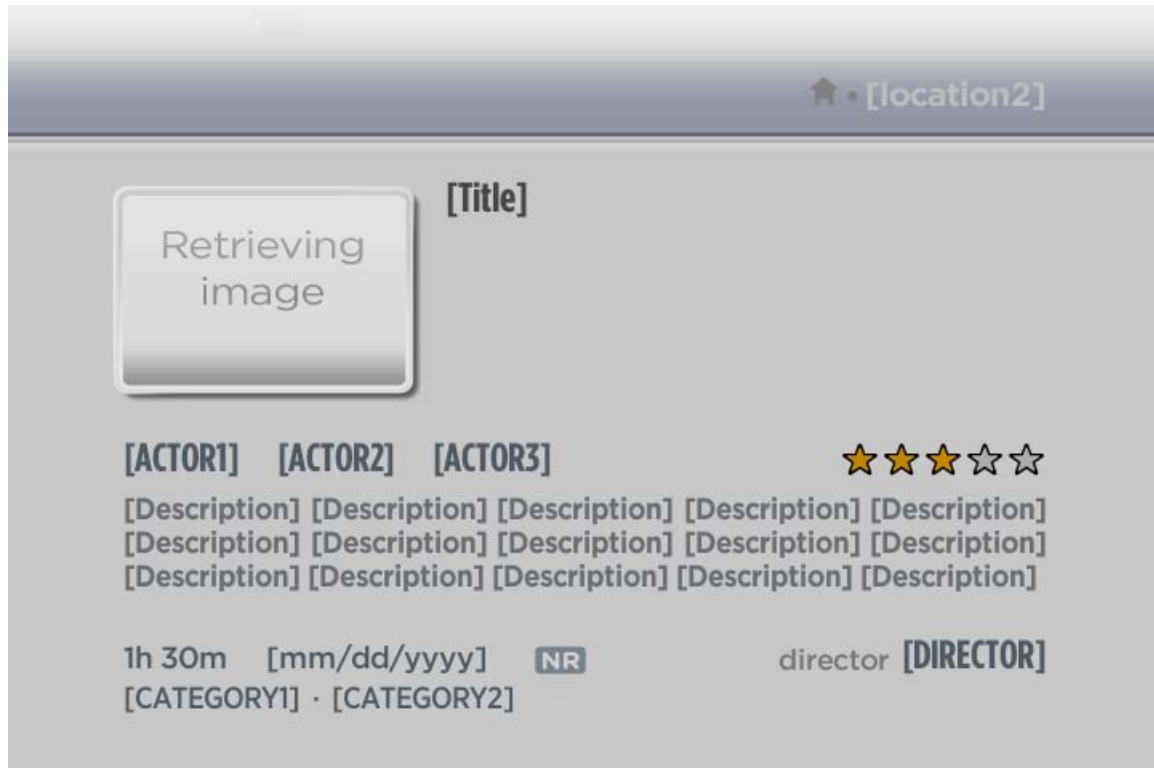 • [location2]
[Title]
Retrieving
image
[ACTOR1] [ACTOR2] [ACTOR3]
[Description] [Description] [Description] [Description] [Description]
[Description] [Description] [Description] [Description] [Description]
[Description] [Description] [Description] [Description] [Description]
1h 30m [mm/dd/yyyy] NR director [DIRECTOR]
[CATEGORY1] · [CATEGORY2]